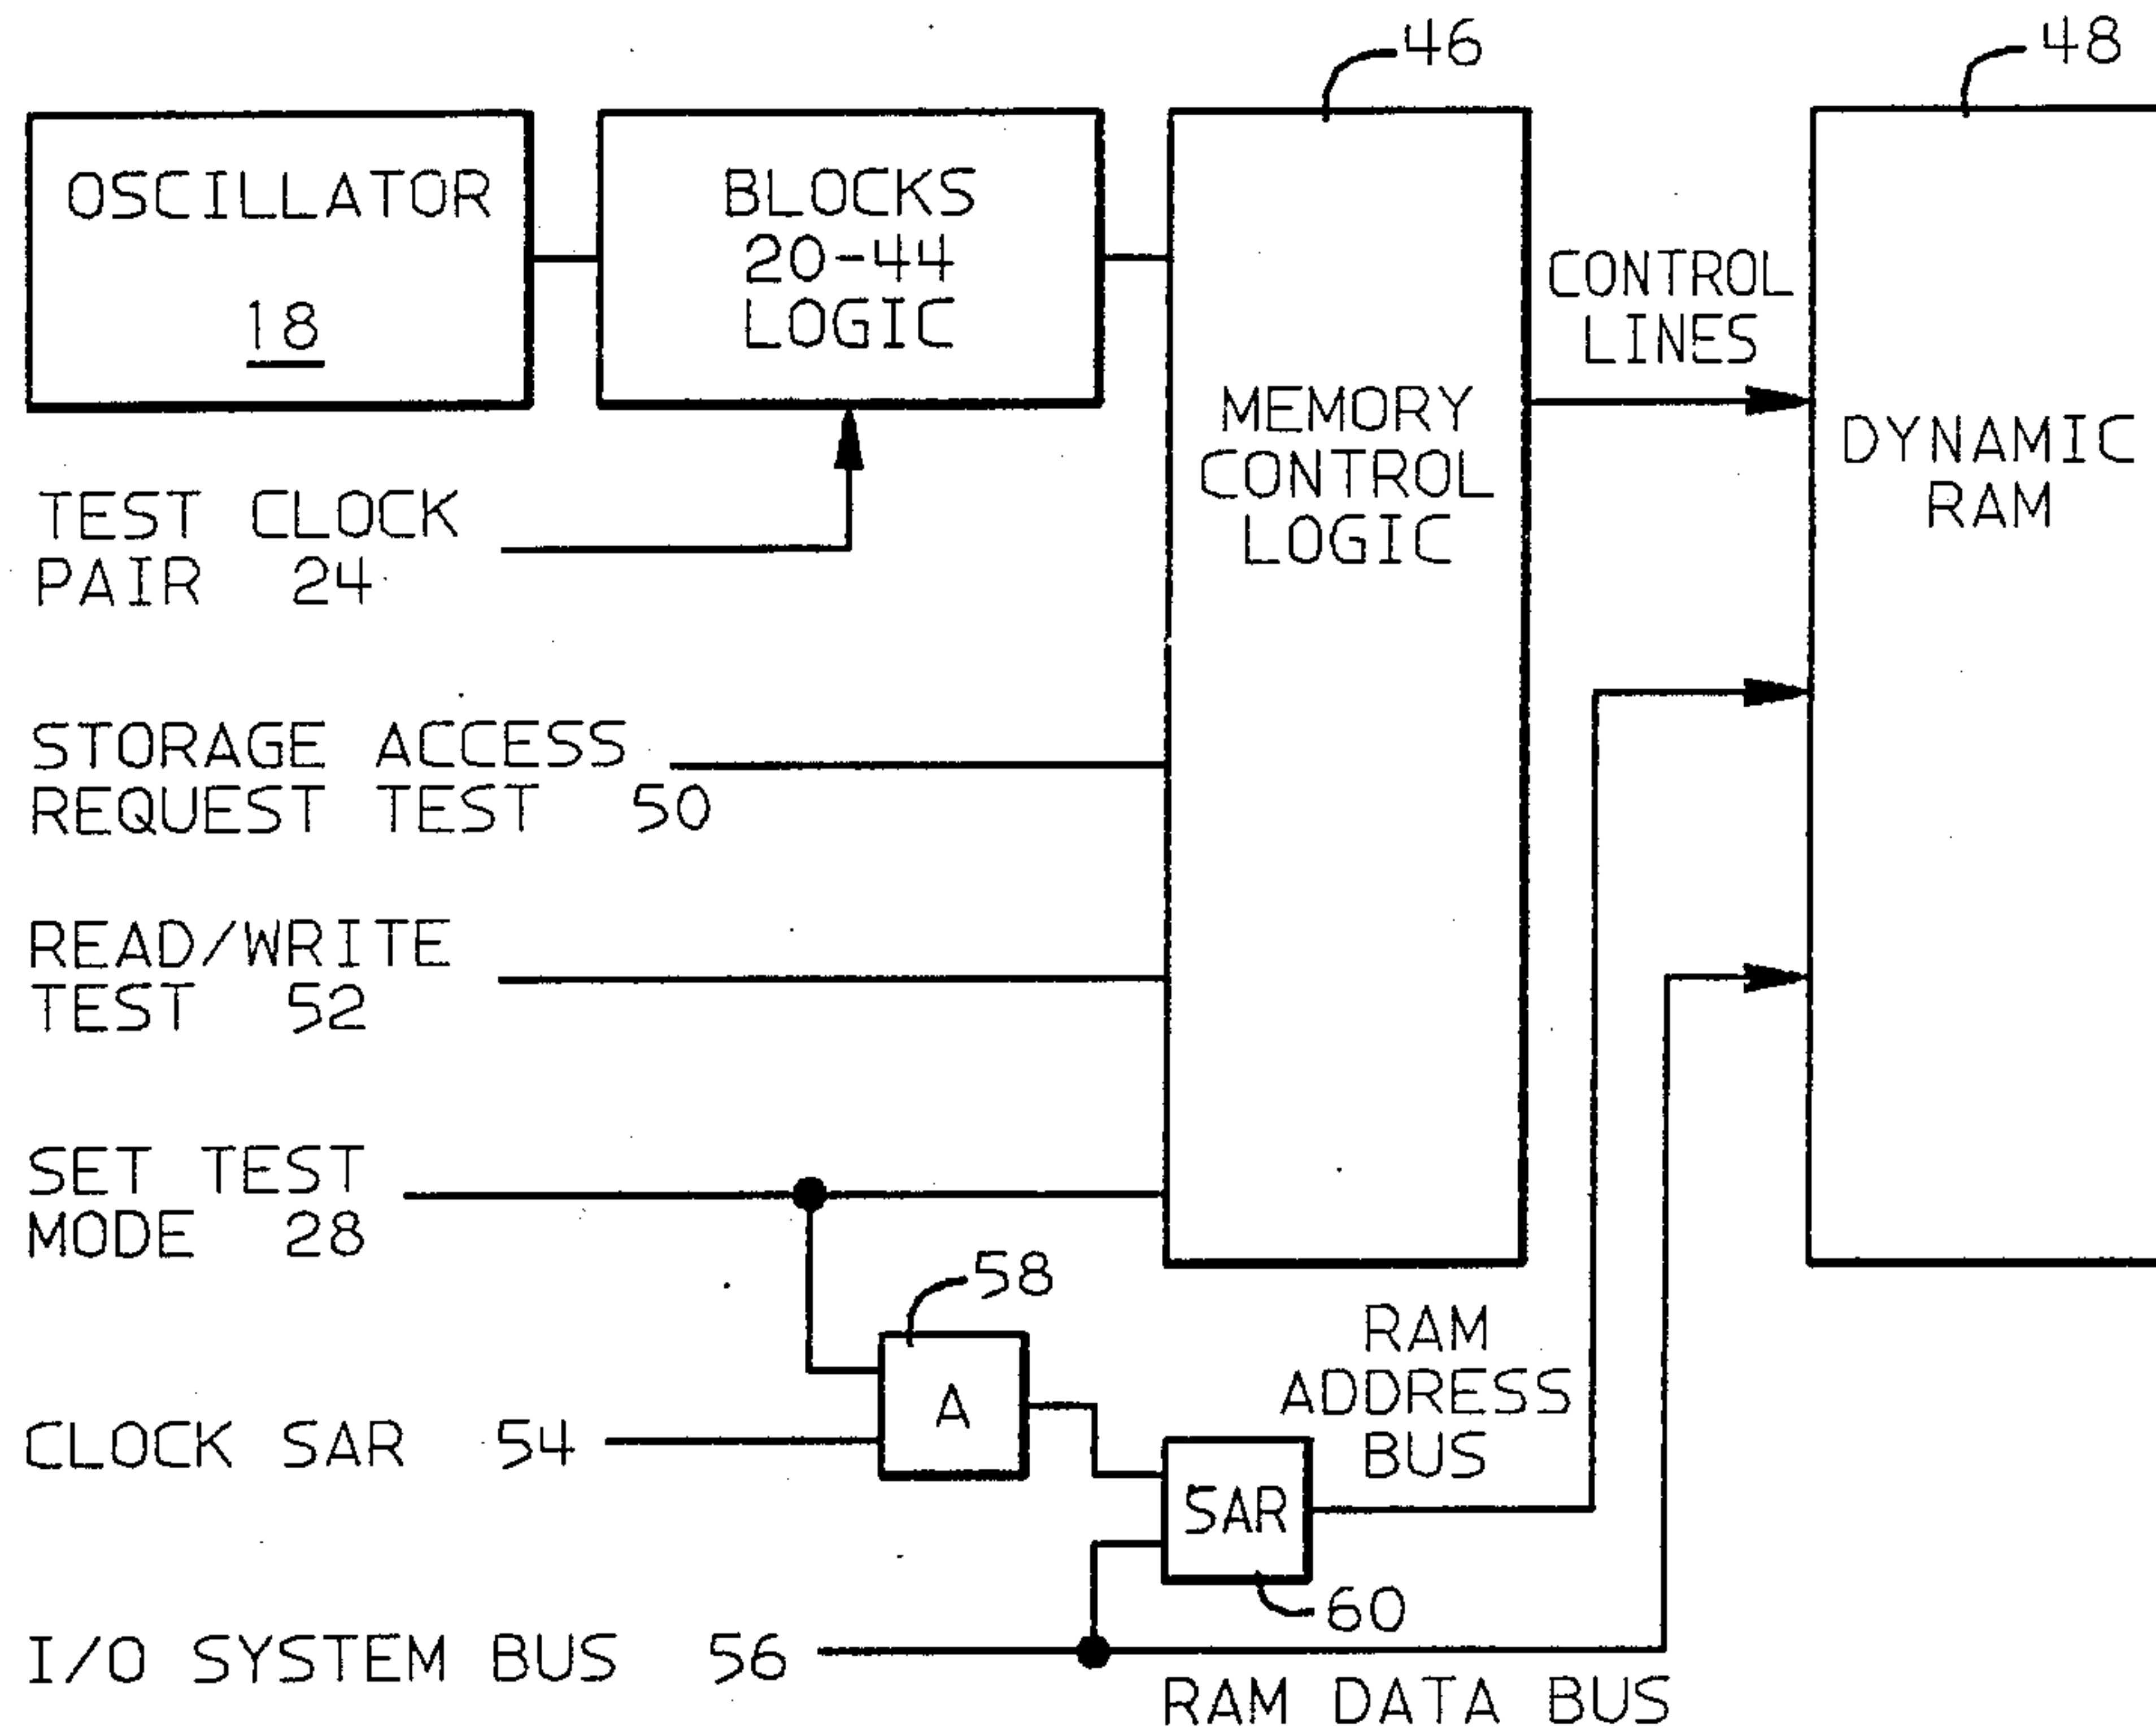 46
48
OSCILLATOR
18
BLOCKS
20-44
LOGIC
CONTROL
LINES
MEMORY
CONTROL
LOGIC
DYNAMIC
RAM
TEST CLOCK
PAIR 24
STORAGE ACCESS
REQUEST TEST 50
READ/WRITE
TEST 52
SET TEST
MODE 28
58
A
RAM
ADDRESS
BUS
CLOCK SAR 54
SAR
60
I/O SYSTEM BUS 56
RAM DATA BUS